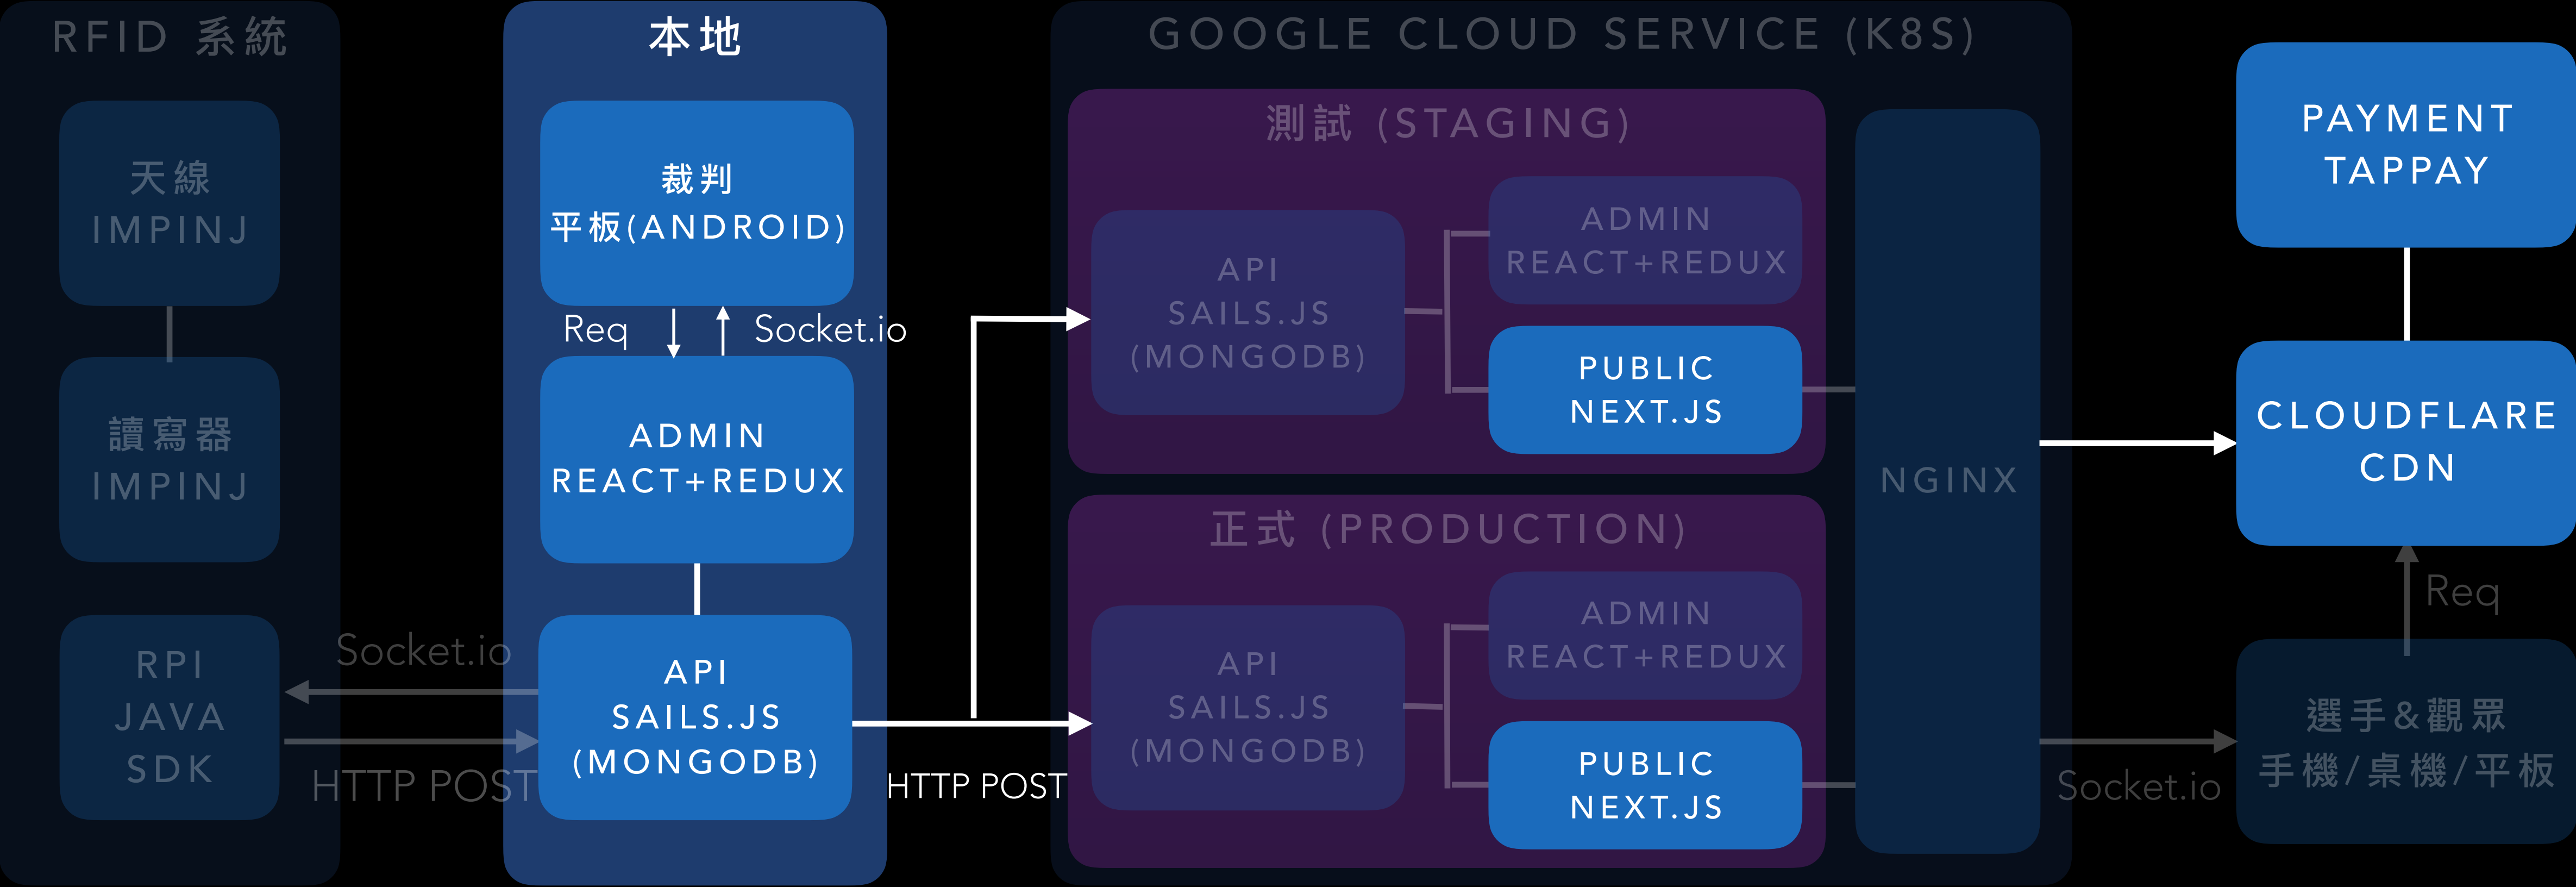 RFID 系統
天線
IMPINJ
讀寫器
IMPINJ
RPI
JAVA
SDK
Socket.io
HTTP POST
本地
裁判
平板(ANDROID)
Req
Socket.io
ADMIN
REACT+REDUX
API
SAILS.JS
(MONGODB)
HTTP POST
GOOGLE CLOUD SERVICE (K8S)
測試 (STAGING)
API
SAILS.JS
(MONGODB)
ADMIN
REACT+REDUX
PUBLIC
NEXT.JS
正式 (PRODUCTION)
API
SAILS.JS
(MONGODB)
ADMIN
REACT+REDUX
PUBLIC
NEXT.JS
NGINX
PAYMENT
TAPPAY
CLOUDFLARE
CDN
Req
Socket.io
選手&觀眾
手機/桌機/平板